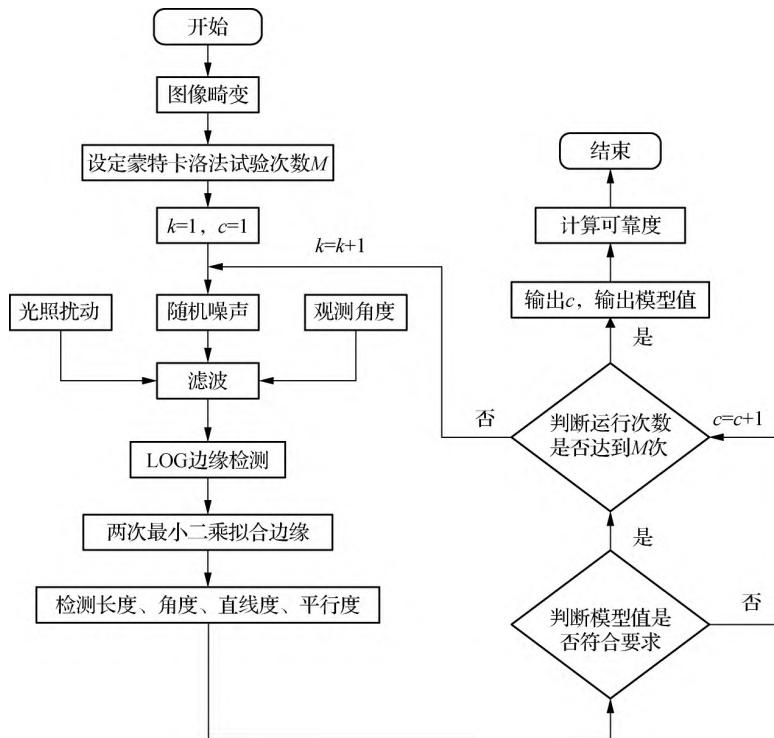 开始
图像畸变
设定蒙特卡洛法试验次数M
k=1，c=1
k=k+1
光照扰动
随机噪声
观测角度
滤波
LOG边缘检测
两次最小二乘拟合边缘
检测长度、角度、直线度、平行度
结束
计算可靠度
输出c，输出模型值
是
判断运行次数
是否达到M次
否
c=c+1
是
判断模型值是
否符合要求
否